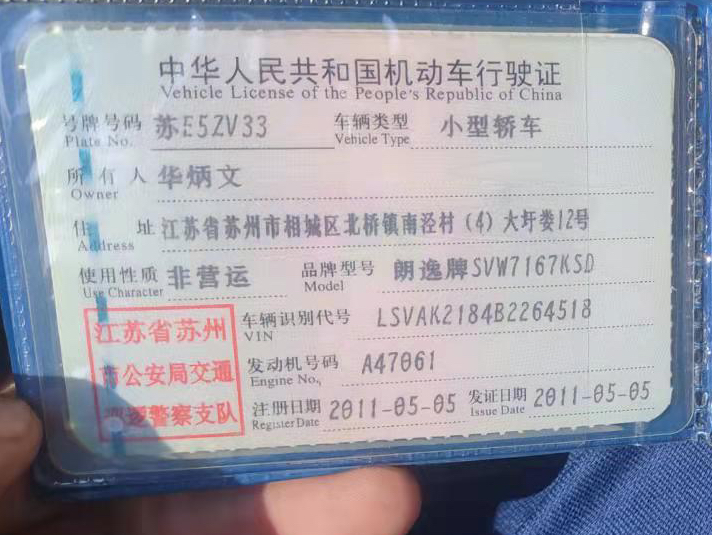 中华人民共和国机动车行驶证
Vehicle License of the People's Republic of China
号牌号码 苏E5ZV33 车辆类型 小型轿车
Plate No. Vehicle Type
所有人 华炳文
Owner
住址 江苏省苏州市相城区北桥镇南泾村（4）大圩娄12号
Address
使用性质 非营运 品牌型号 朗逸牌SVW7167KSD
Use Character Model
江苏省苏州 车辆识别代号 LSVAK2184B2264518
VIN
市公安局交通 发动机号码 A47061
Engine No.
巡逻警察支队 注册日期 2011-05-05 发证日期 2011-05-05
Register Date Issue Date